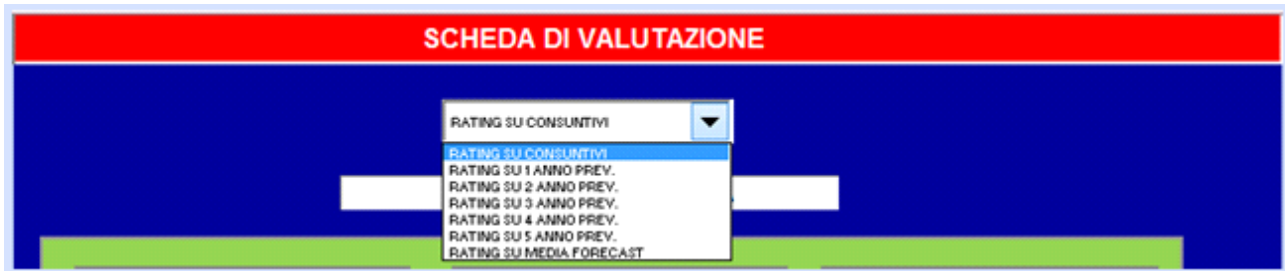 SCHEDA DI VALUTAZIONE
RATING SU CONSUNTIVI
RATING SU CONSUNTIVI
RATING SU 1 ANNO PREV.
RATING SU 2 ANNO PREV.
RATING SU 3 ANNO PREV.
RATING SU 4 ANNO PREV.
RATING SU 5 ANNO PREV.
RATING SU MEDIA FORECAST